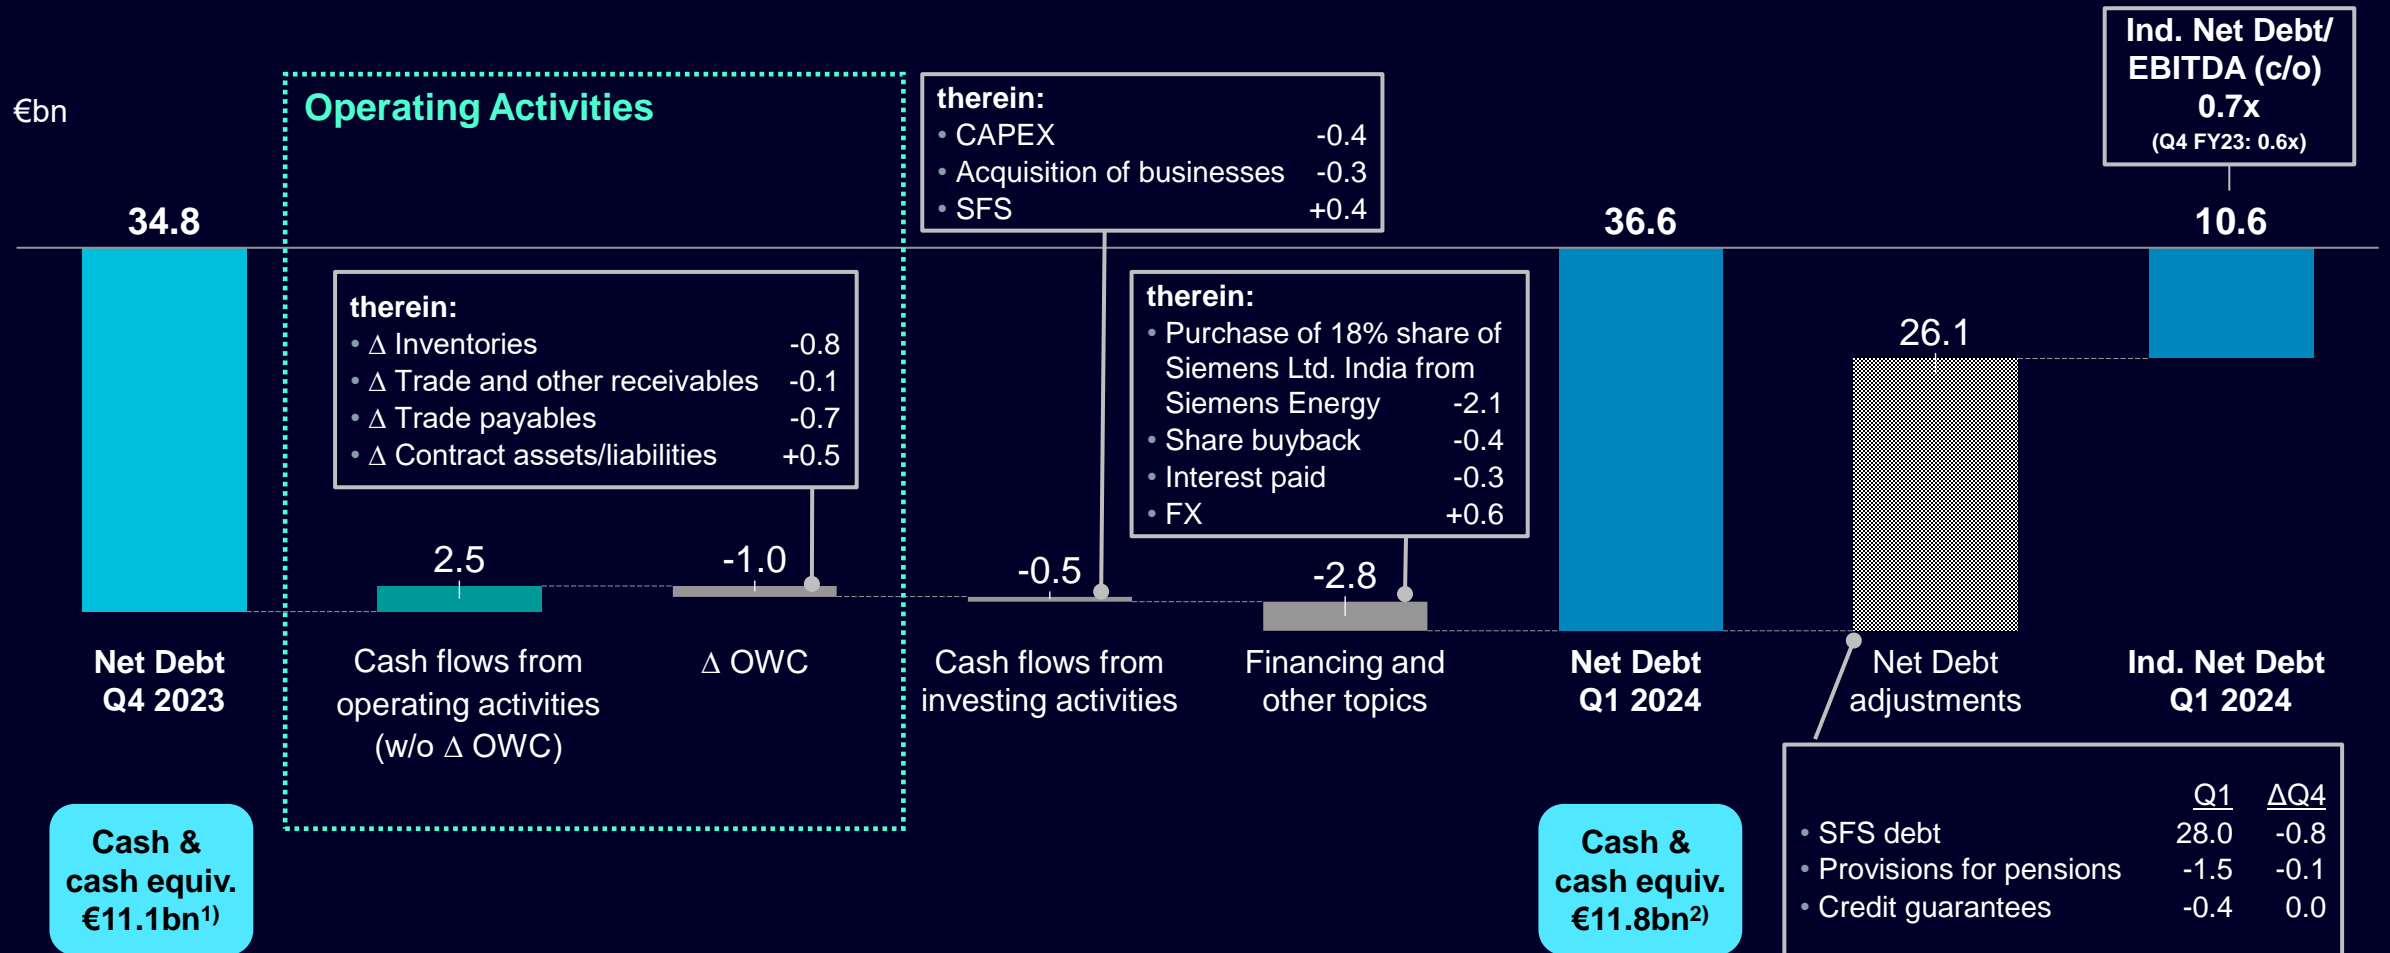 €bn
Operating Activities
therein:
• CAPEX -0.4
• Acquisition of businesses -0.3
• SFS +0.4
Ind. Net Debt/
EBITDA (c/o)
0.7x
(Q4 FY23: 0.6x)
34.8
36.6
10.6
therein:
• Δ Inventories -0.8
• Δ Trade and other receivables -0.1
• Δ Trade payables -0.7
• Δ Contract assets/liabilities +0.5
therein:
• Purchase of 18% share of
Siemens Ltd. India from
Siemens Energy -2.1
• Share buyback -0.4
• Interest paid -0.3
• FX +0.6
26.1
2.5
-1.0
-0.5
-2.8
Net Debt
Q4 2023
Cash flows from
operating activities
(w/o Δ OWC)
Δ OWC
Cash flows from
investing activities
Financing and
other topics
Net Debt
Q1 2024
Net Debt
adjustments
Ind. Net Debt
Q1 2024
Cash &
cash equiv.
€11.1bn1)
Cash &
cash equiv.
€11.8bn2)
Q1 ΔQ4
• SFS debt 28.0 -0.8
• Provisions for pensions -1.5 -0.1
• Credit guarantees -0.4 0.0